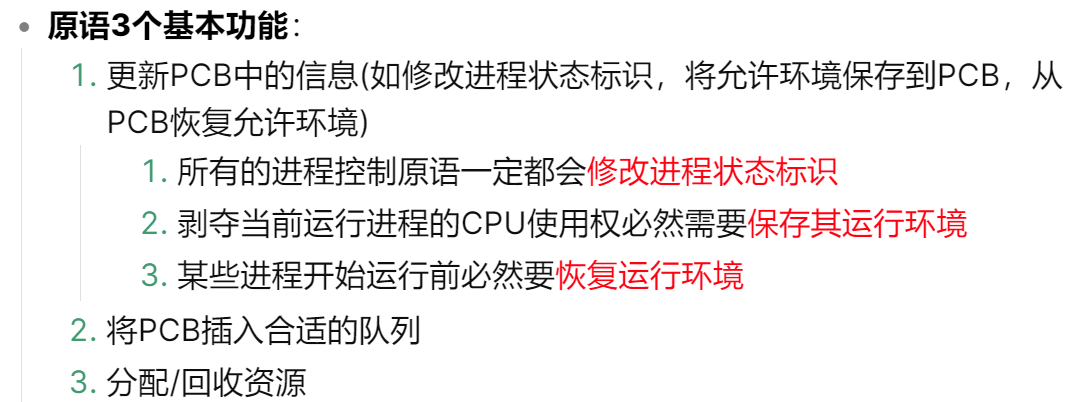 • 原语3个基本功能：
1. 更新PCB中的信息(如修改进程状态标识，将允许环境保存到PCB，从
PCB恢复允许环境)
1. 所有的进程控制原语一定都会修改进程状态标识
2. 剥夺当前运行进程的CPU使用权必然需要保存其运行环境
3. 某些进程开始运行前必然要恢复运行环境
2. 将PCB插入合适的队列
3. 分配/回收资源